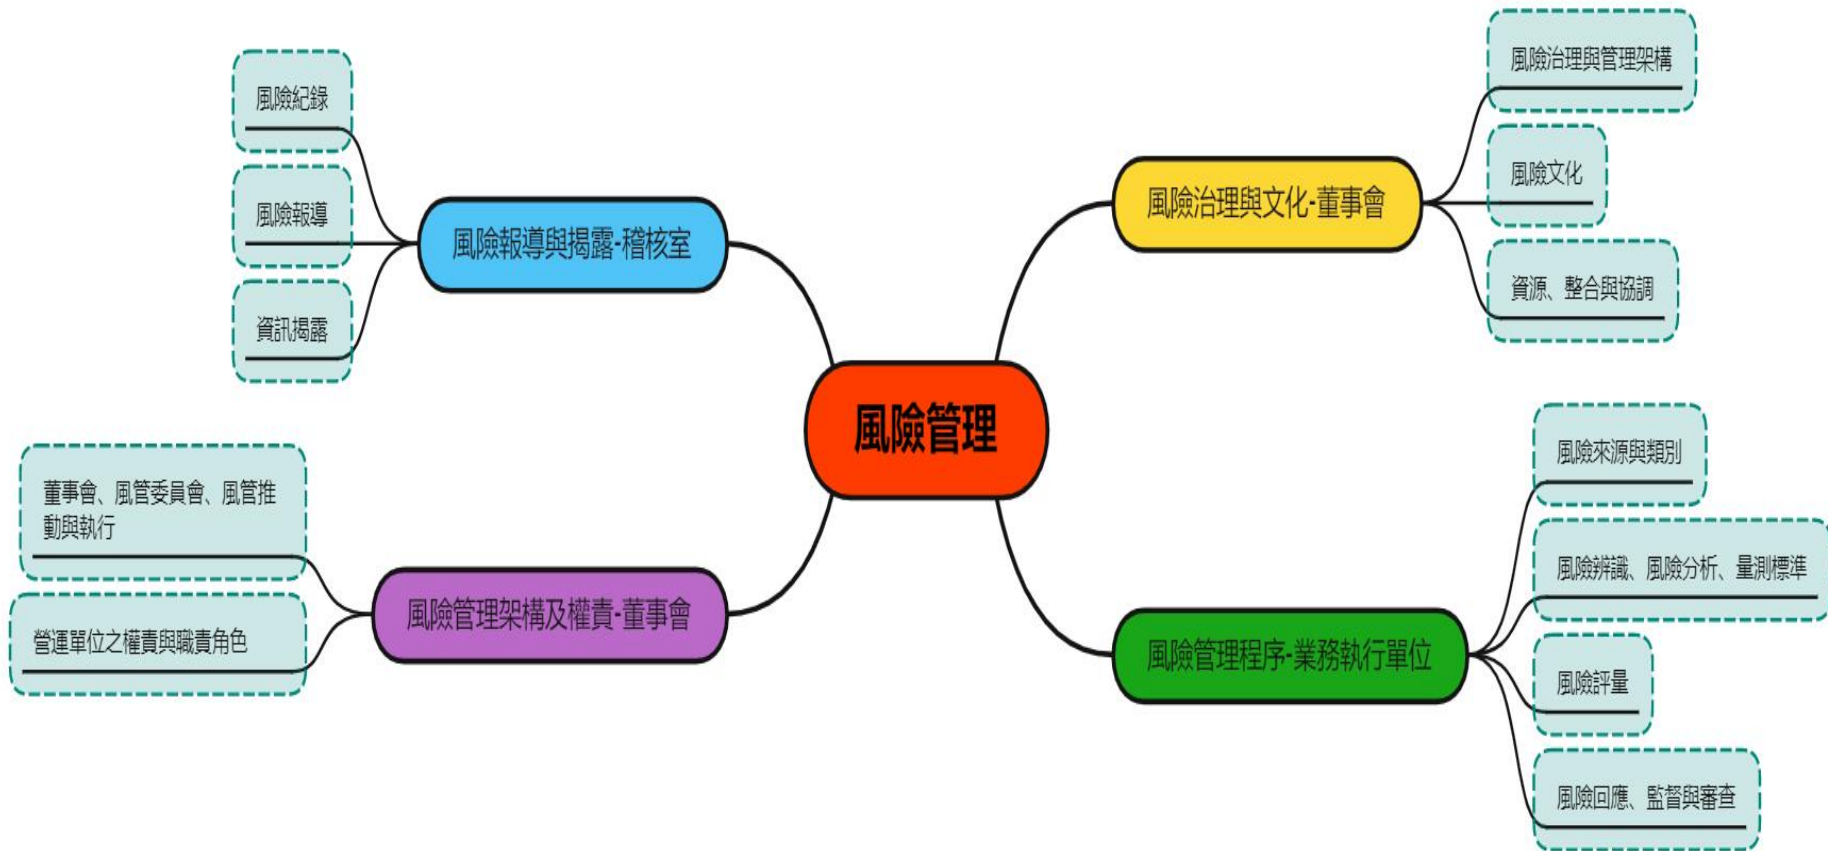 風險管理
風險治理與文化-董事會
風險治理與管理架構
風險文化
資源、整合與協調
風險管理程序-業務執行單位
風險來源與類別
風險辨識、風險分析、量測標準
風險評量
風險回應、監督與審查
風險報導與揭露-稽核室
風險紀錄
風險報導
資訊揭露
風險管理架構及權責-董事會
董事會、風管委員會、風管推
動與執行
營運單位之權責與職責角色